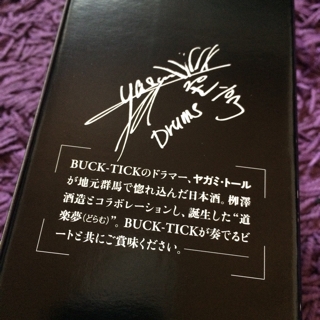 Drums
BUCK-TICKのドラマー、ヤガミ・トール
が地元群馬で惚れ込んだ日本酒。柳澤
酒造とコラボレーションし、誕生した“道
楽夢(どらむ)”。BUCK-TICKが奏でるビ
ートと共にご賞味ください。